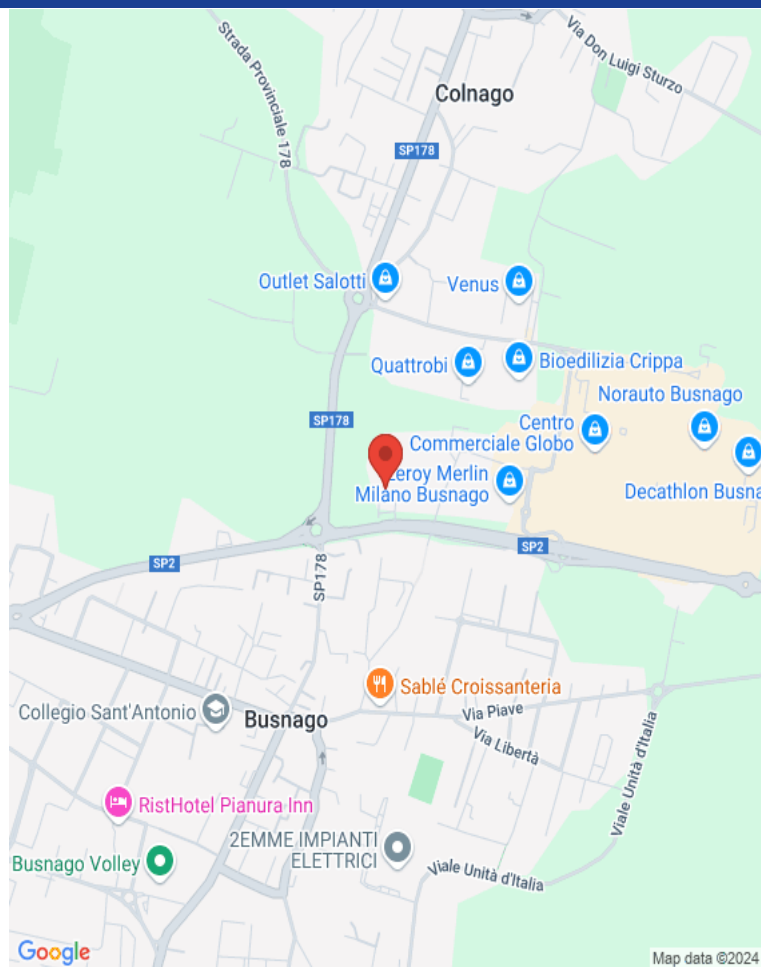 Via Don Luigi Sturzo
Strada Provinciale 178
Colnago
SP178
Outlet Salotti
Venus
Quattrobi
Bioedilizia Crippa
Norauto Busnago
SP178
Centro
Commerciale Globo
Leroy Merlin
Milano Busnago
Decathlon Busna
SP2
SP2
SP178
Sablé Croissanteria
Collegio Sant'Antonio
Busnago
Via Piave
Via Libertà
Viale Unità d'Italia
RistHotel Pianura Inn
2EMME IMPIANTI
ELETTRICI
Busnago Volley
Viale Unità d'Italia
Google
Map data ©2024